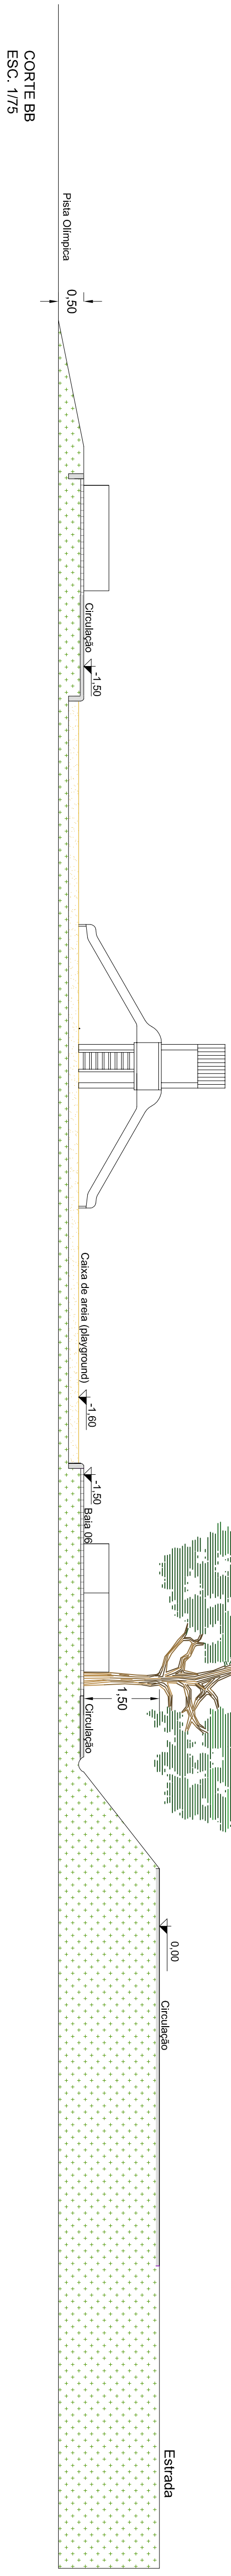 Pista Olímpica
0,50
Circulação
-1,50
Caixa de areia (playground)
-1,60
-1,50
Baia 06
1,50
Circulação
0,00
Circulação
Estrada
CORTE BB
ESC. 1/75